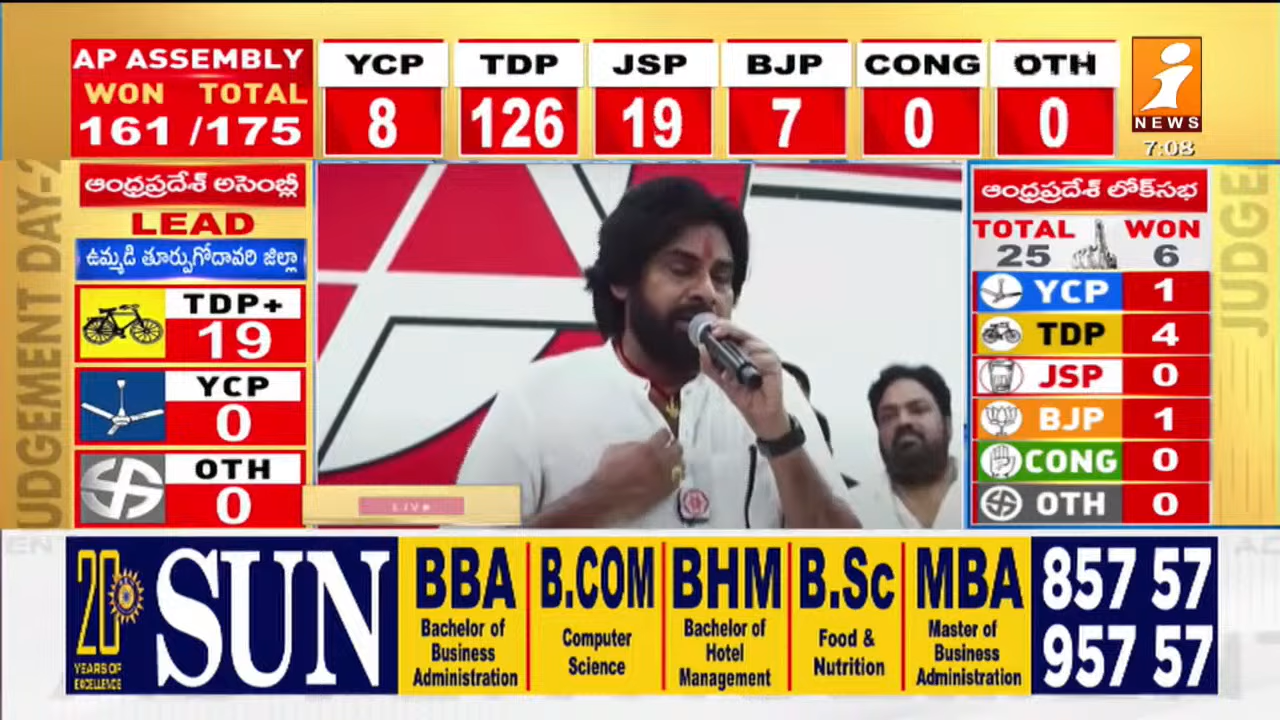 AP ASSEMBLY
WON TOTAL
161 /175
YCP TDP JSP BJP CONG OTH
8 126 19 7 0 0
i
NEWS
7:08
JUDGEMENT DAY-2
ఆంధ్రప్రదేశ్ అసెంబ్లీ
LEAD
ఉమ్మడి తూర్పుగోదావరి జిల్లా
TDP+
19
YCP
0
OTH
0
LIVe
ఆంధ్రప్రదేశ్ లోక్‌సభ
TOTAL WON
25 6
YCP 1
TDP 4
JSP 0
BJP 1
CONG 0
OTH 0
JUDGE
20
YEARS OF
EXCELLENCE
SUN
BBA
Bachelor of
Business
Administration
B.COM
Computer
Science
BHM
Bachelor of
Hotel
Management
B.Sc
Food &
Nutrition
MBA
Master of
Business
Administration
857 57
957 57